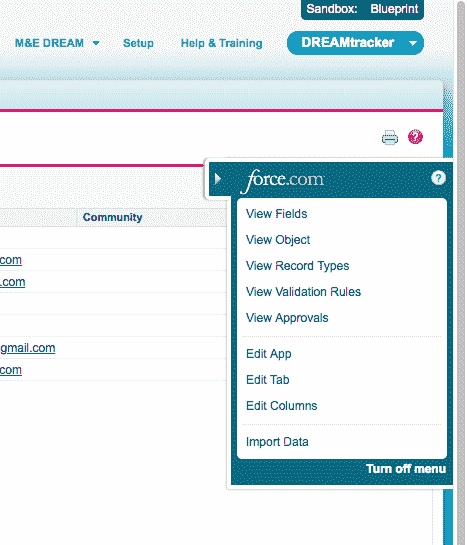 Sandbox: Blueprint
M&E DREAM Setup Help & Training DREAMtracker
?
force.com ?
Community
View Fields
View Object
.com
View Record Types
.com
View Validation Rules
View Approvals
gmail.com
Edit App
.com
Edit Tab
Edit Columns
Import Data
Turn off menu